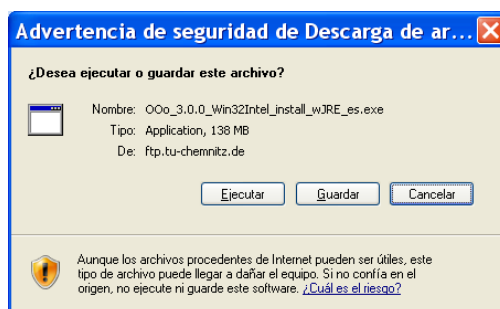 Advertencia de seguridad de Descarga de ar...
¿Desea ejecutar o guardar este archivo?
Nombre: OOo_3.0.0_Win32Intel_install_wJRE_es.exe
Tipo: Application, 138 MB
De: ftp.tu-chemnitz.de
Ejecutar Guardar Cancelar
Aunque los archivos procedentes de Internet pueden ser útiles, este
tipo de archivo puede llegar a dañar el equipo. Si no confía en el
origen, no ejecute ni guarde este software. ¿Cuál es el riesgo?